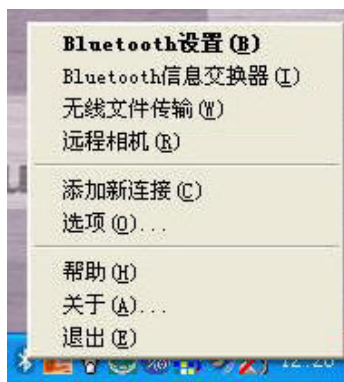 Bluetooth设置(B)
Bluetooth信息交换器(I)
无线文件传输(W)
远程相机(R)
添加新连接(C)
选项(O)...
帮助(H)
关于(A)...
退出(E)